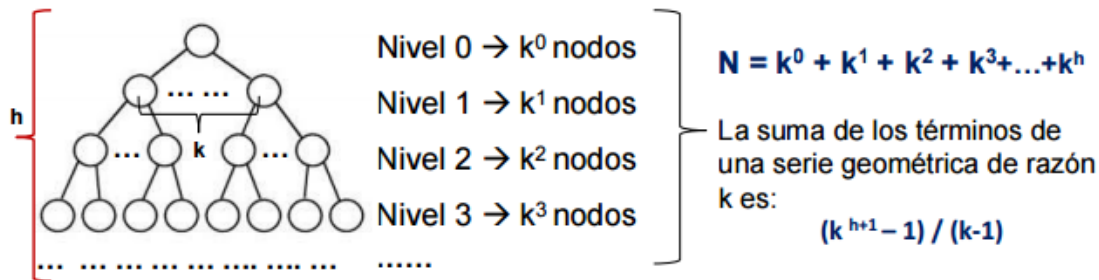 h
... ...
k
... ...
... ... ... ... ... .... .... ...
Nivel 0 → k⁰ nodos
Nivel 1 → k¹ nodos
Nivel 2 → k² nodos
Nivel 3 → k³ nodos
......
N = k⁰ + k¹ + k² + k³+...+kʰ
La suma de los términos de
una serie geométrica de razón
k es:
(k ʰ⁺¹ – 1) / (k-1)